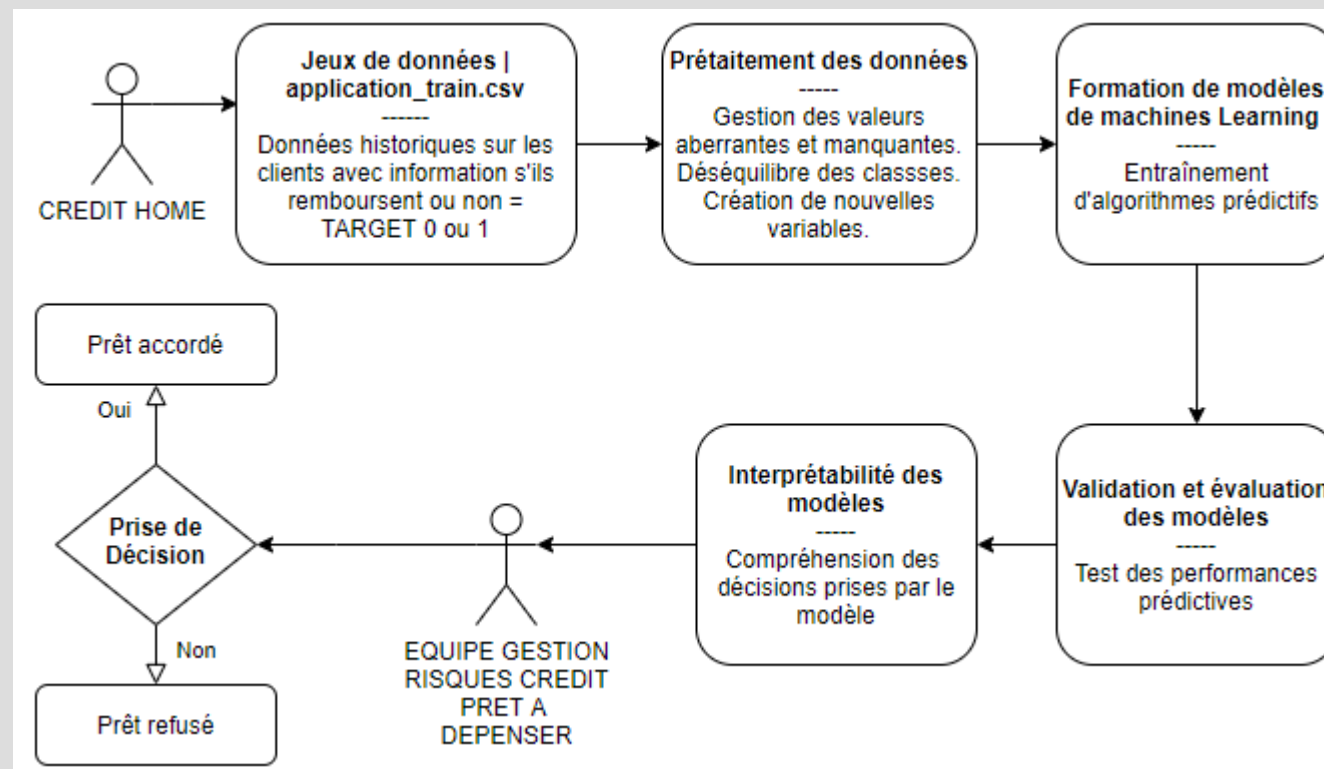 Jeux de données |
application_train.csv
------
Données historiques sur les
clients avec information s'ils
remboursent ou non =
TARGET 0 ou 1
Prétaitement des données
-----
Gestion des valeurs
aberrantes et manquantes.
Déséquilibre des classses.
Création de nouvelles
variables.
Formation de modèles
de machines Learning
-----
Entraînement
d'algorithmes prédictifs
CREDIT HOME
Prêt accordé
Oui
Prise de
Décision
Non
Prêt refusé
EQUIPE GESTION
RISQUES CREDIT
PRET A
DEPENSER
Interprétabilité des
modèles
-----
Compréhension des
décisions prises par le
modèle
Validation et évaluation
des modèles
-----
Test des performances
prédictives